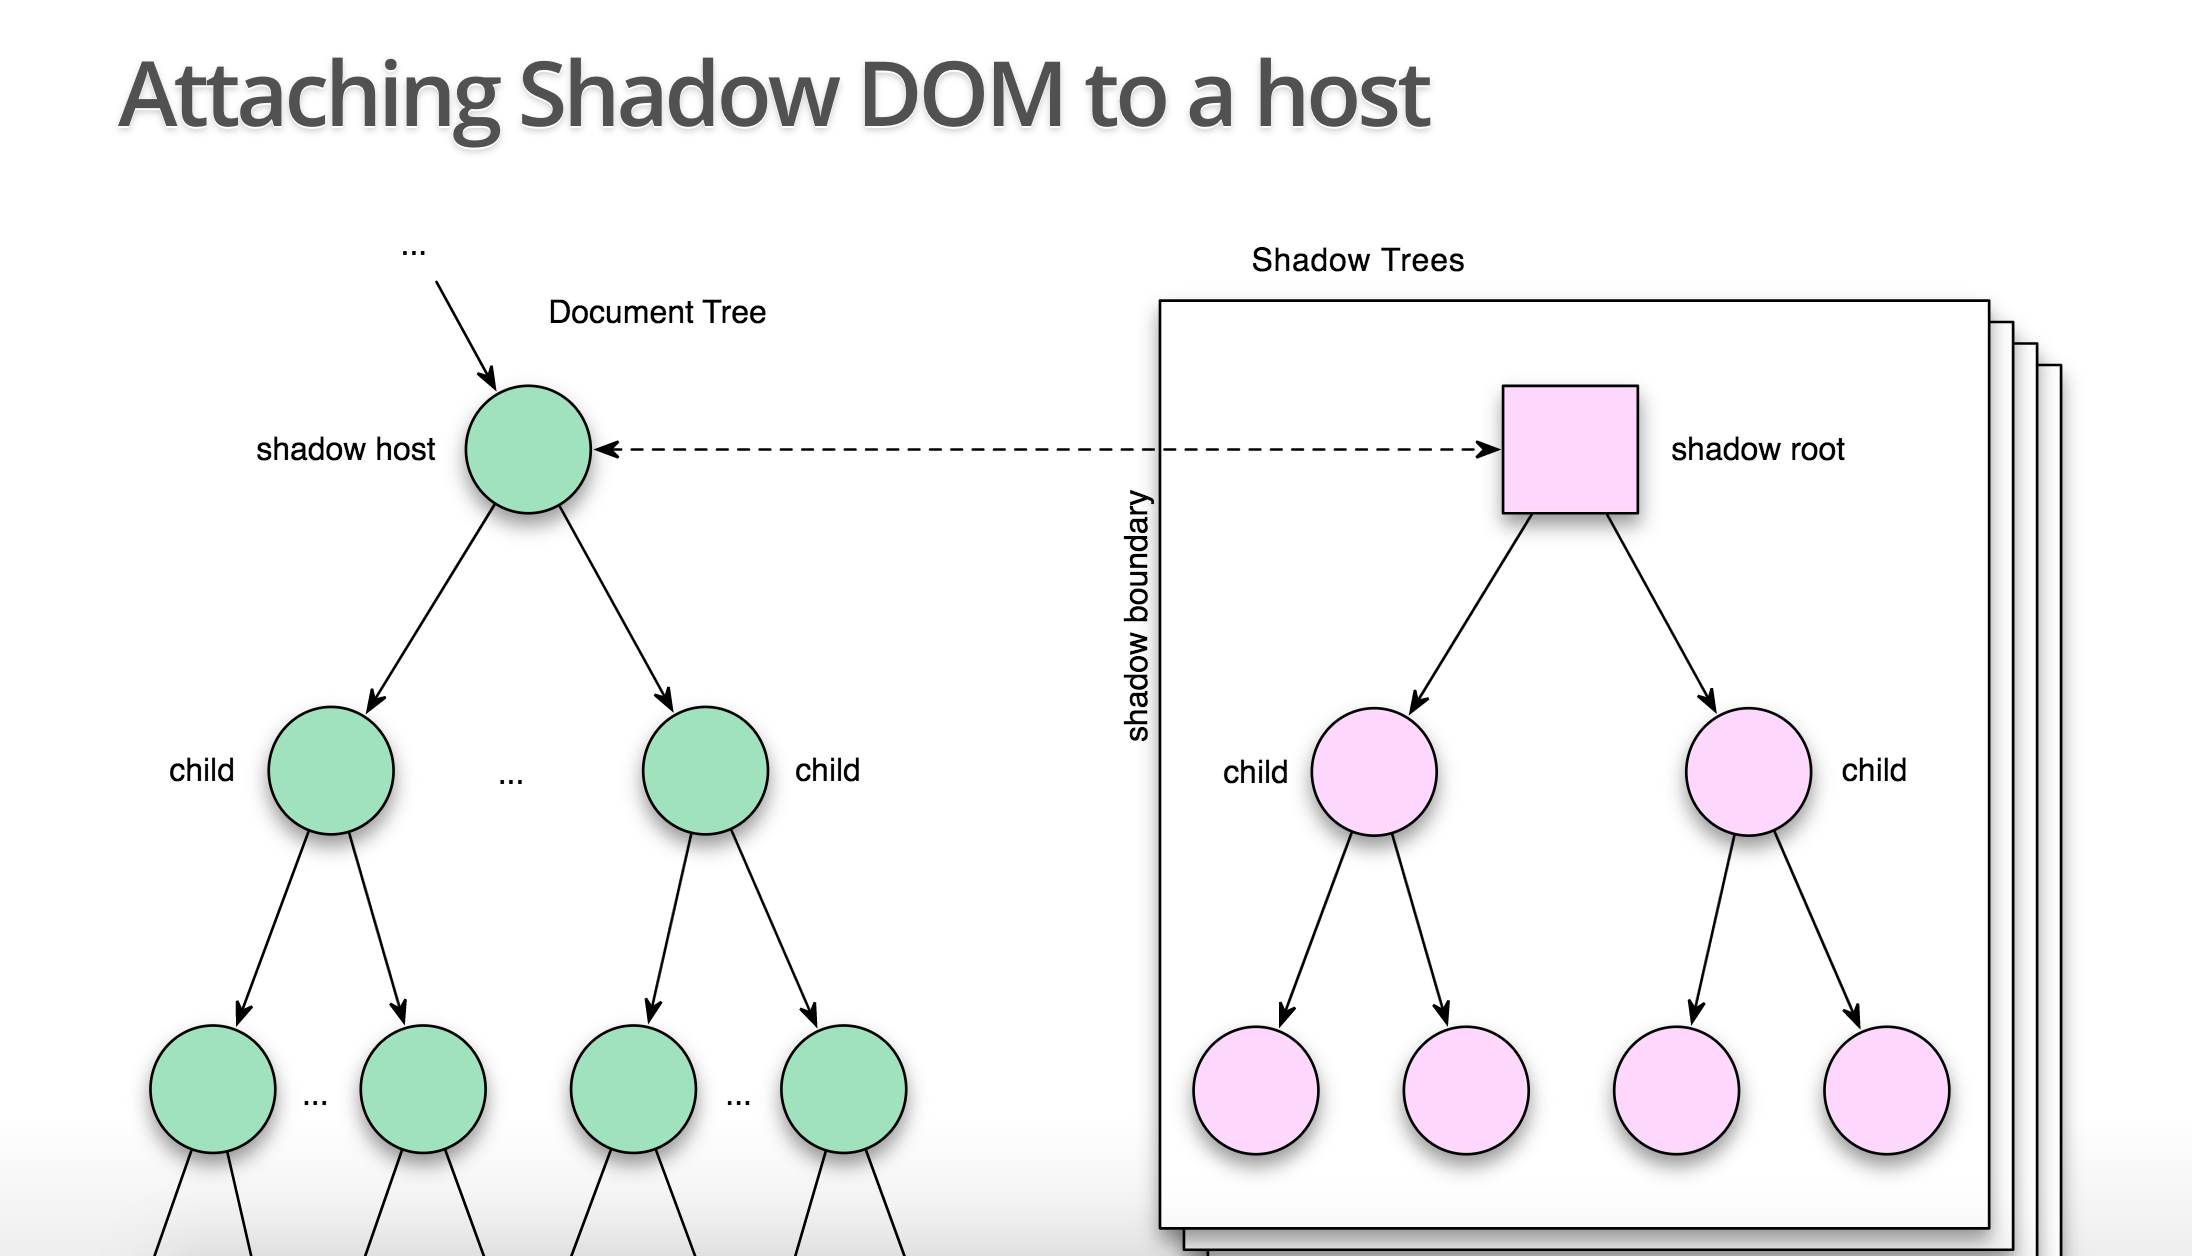 Attaching Shadow DOM to a host
...
Shadow Trees
Document Tree
shadow host
shadow root
shadow boundary
child
...
child
child
child
...
...